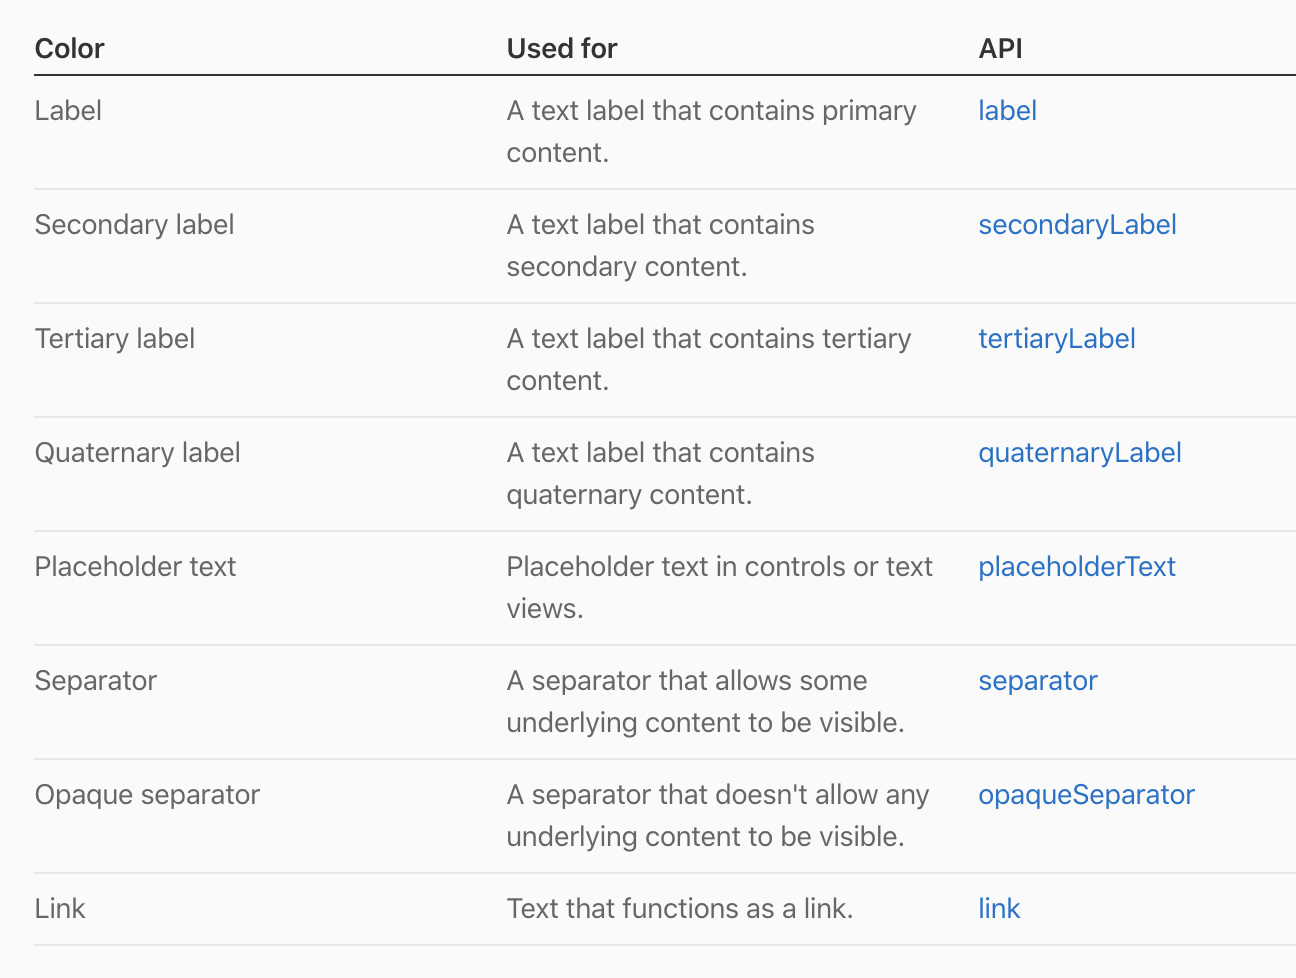 Color Used for API
Label A text label that contains primary label
content.
Secondary label A text label that contains secondaryLabel
secondary content.
Tertiary label A text label that contains tertiary tertiaryLabel
content.
Quaternary label A text label that contains quaternaryLabel
quaternary content.
Placeholder text Placeholder text in controls or text placeholderText
views.
Separator A separator that allows some separator
underlying content to be visible.
Opaque separator A separator that doesn't allow any opaqueSeparator
underlying content to be visible.
Link Text that functions as a link. link